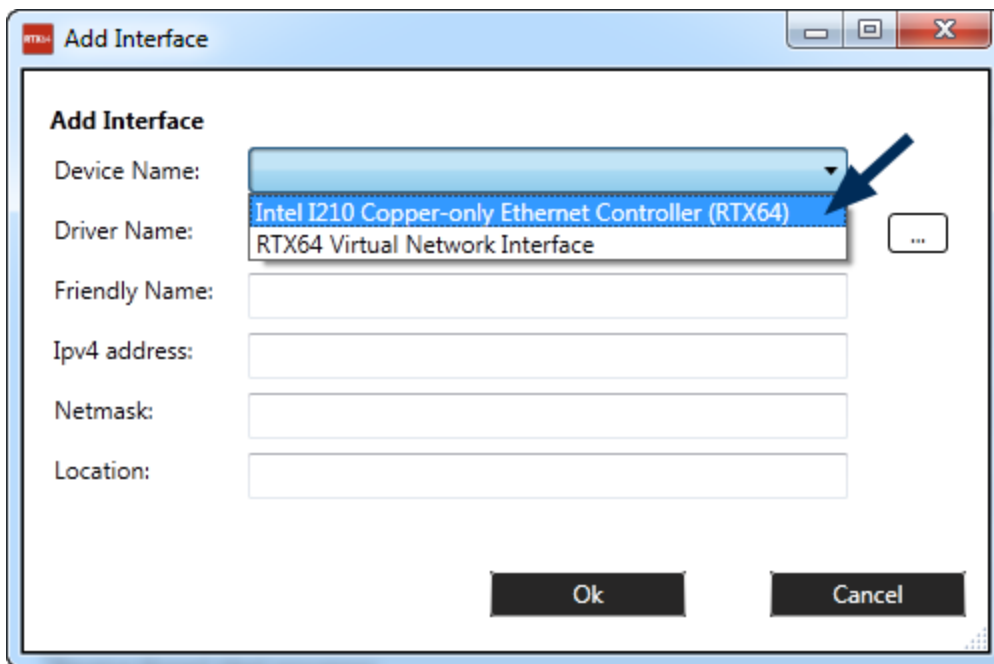 RTX64 Add Interface
Add Interface
Device Name:
Intel I210 Copper-only Ethernet Controller (RTX64)
Driver Name:
RTX64 Virtual Network Interface
...
Friendly Name:
Ipv4 address:
Netmask:
Location:
Ok Cancel